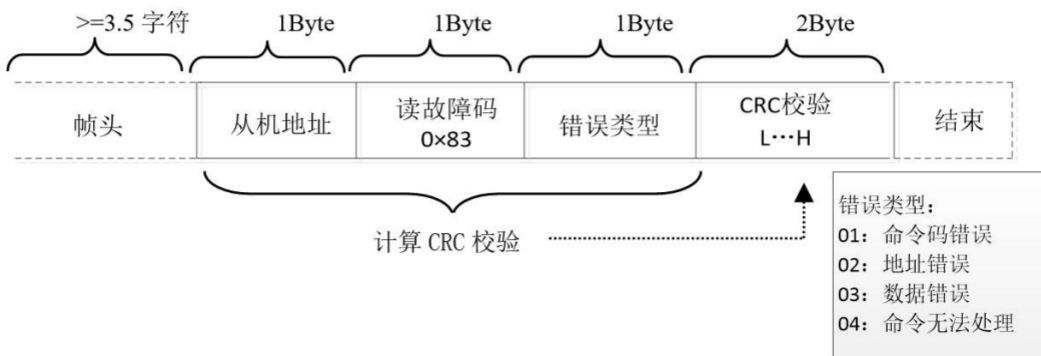 >=3.5 字符
1Byte
1Byte
1Byte
2Byte
帧头
从机地址
读故障码
0×83
错误类型
CRC校验
L⋯H
结束
计算 CRC 校验
错误类型：
01：命令码错误
02：地址错误
03：数据错误
04：命令无法处理